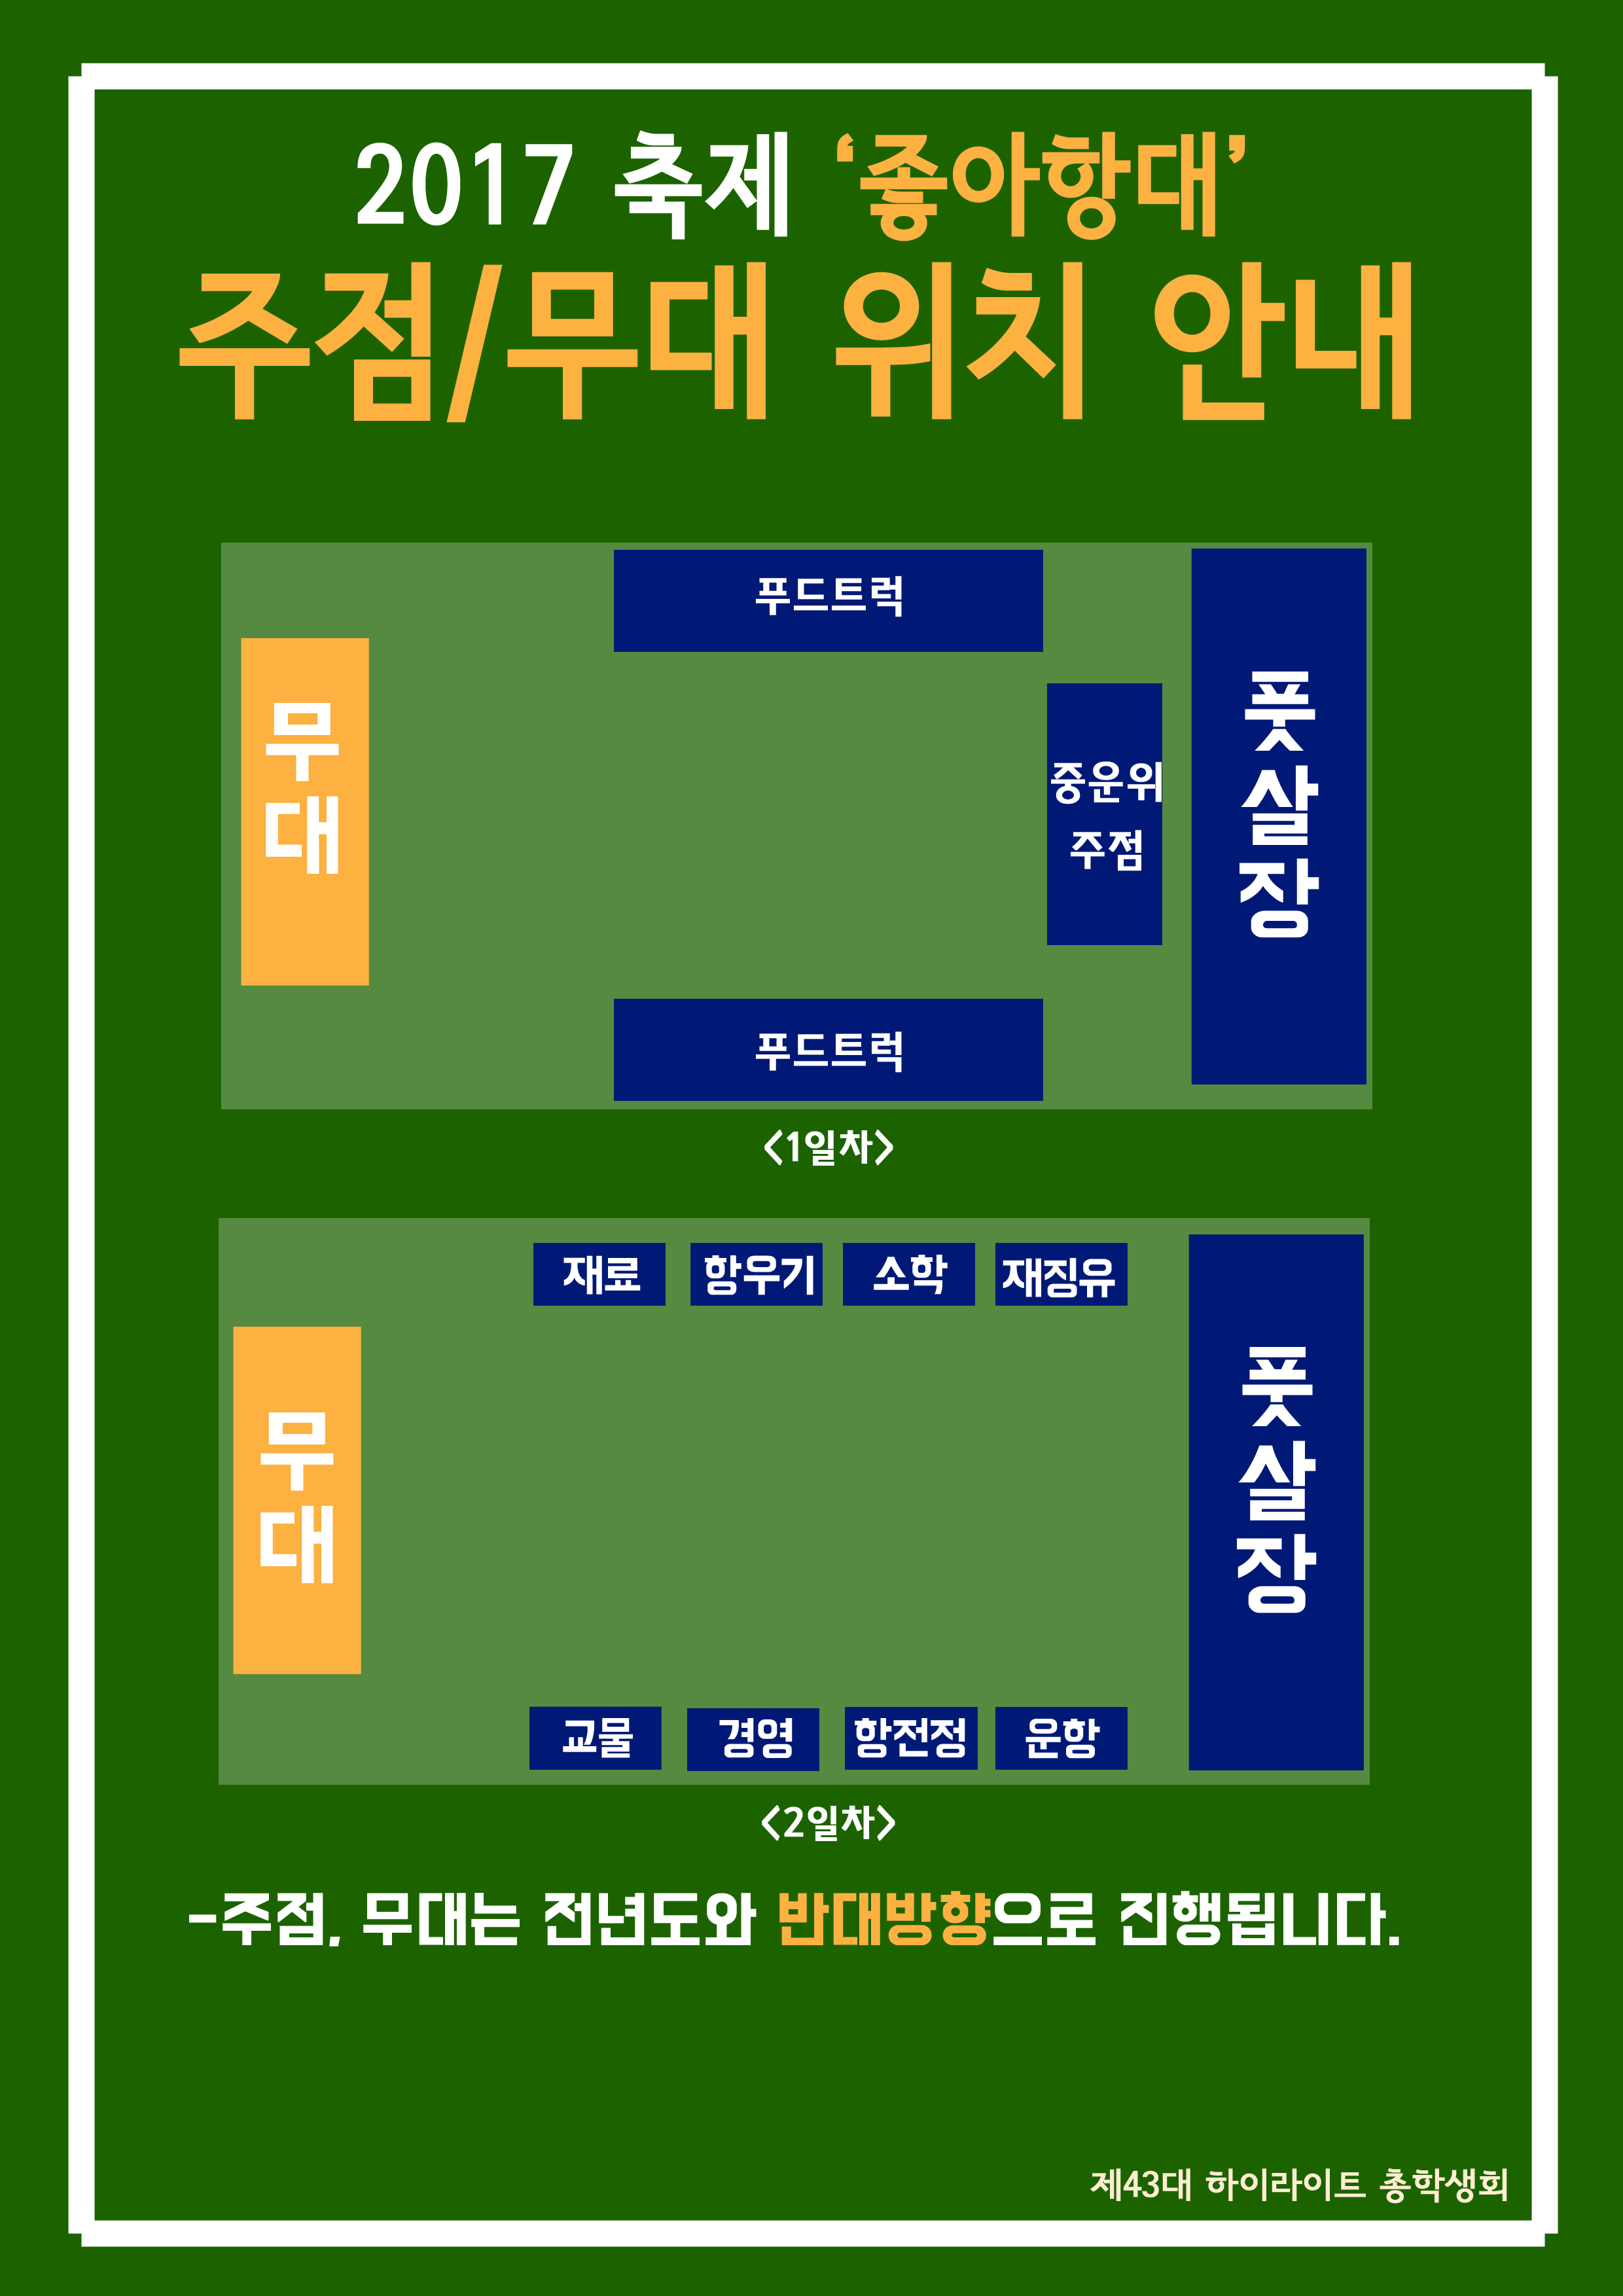 2017 축제 ‘좋아항대’
주점/무대 위치 안내
푸드트럭
무대
중운위
주점
풋살장
푸드트럭
<1일차>
재료 항우기 소학 재칭유
무대
풋살장
교물 경영 항전정 운항
<2일차>
-주점, 무대는 전년도와 반대방향으로 진행됩니다.
제43대 하이라이트 총학생회